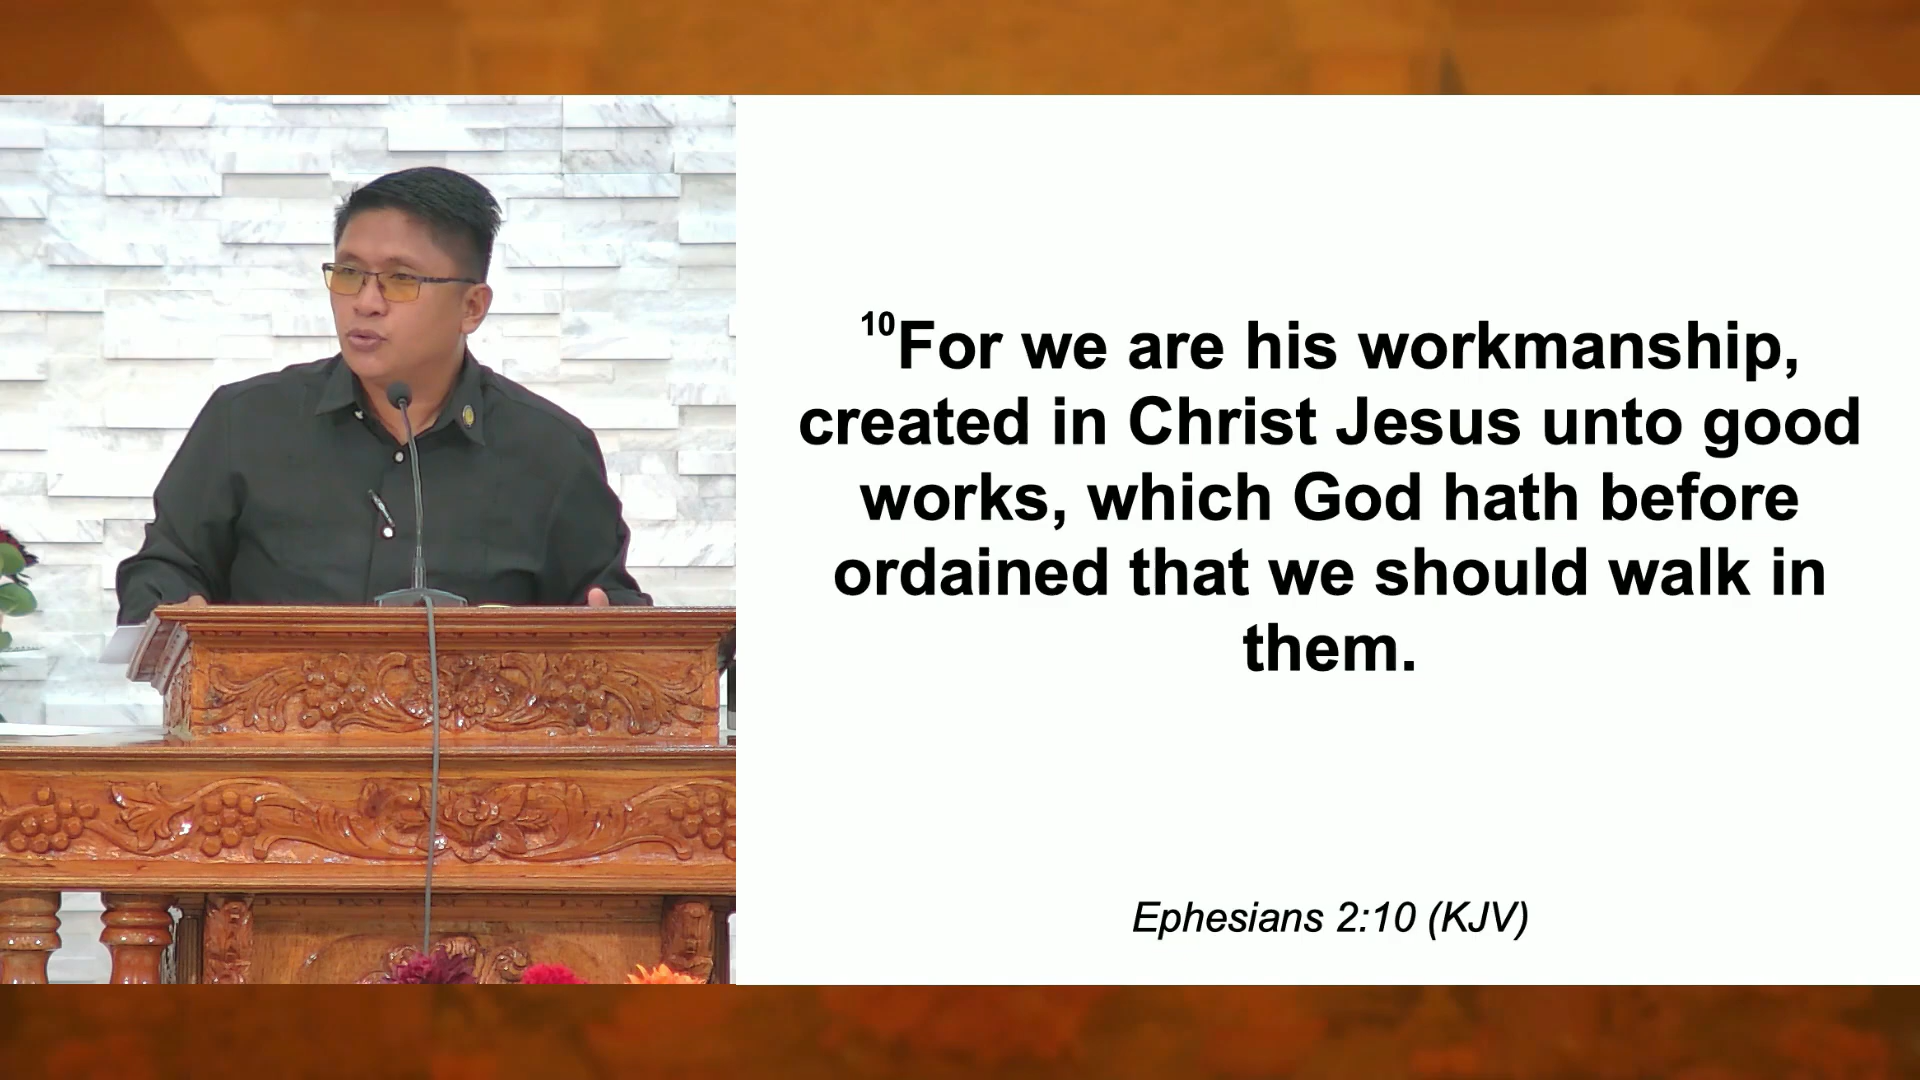 ¹⁰For we are his workmanship,
created in Christ Jesus unto good
works, which God hath before
ordained that we should walk in
them.
Ephesians 2:10 (KJV)